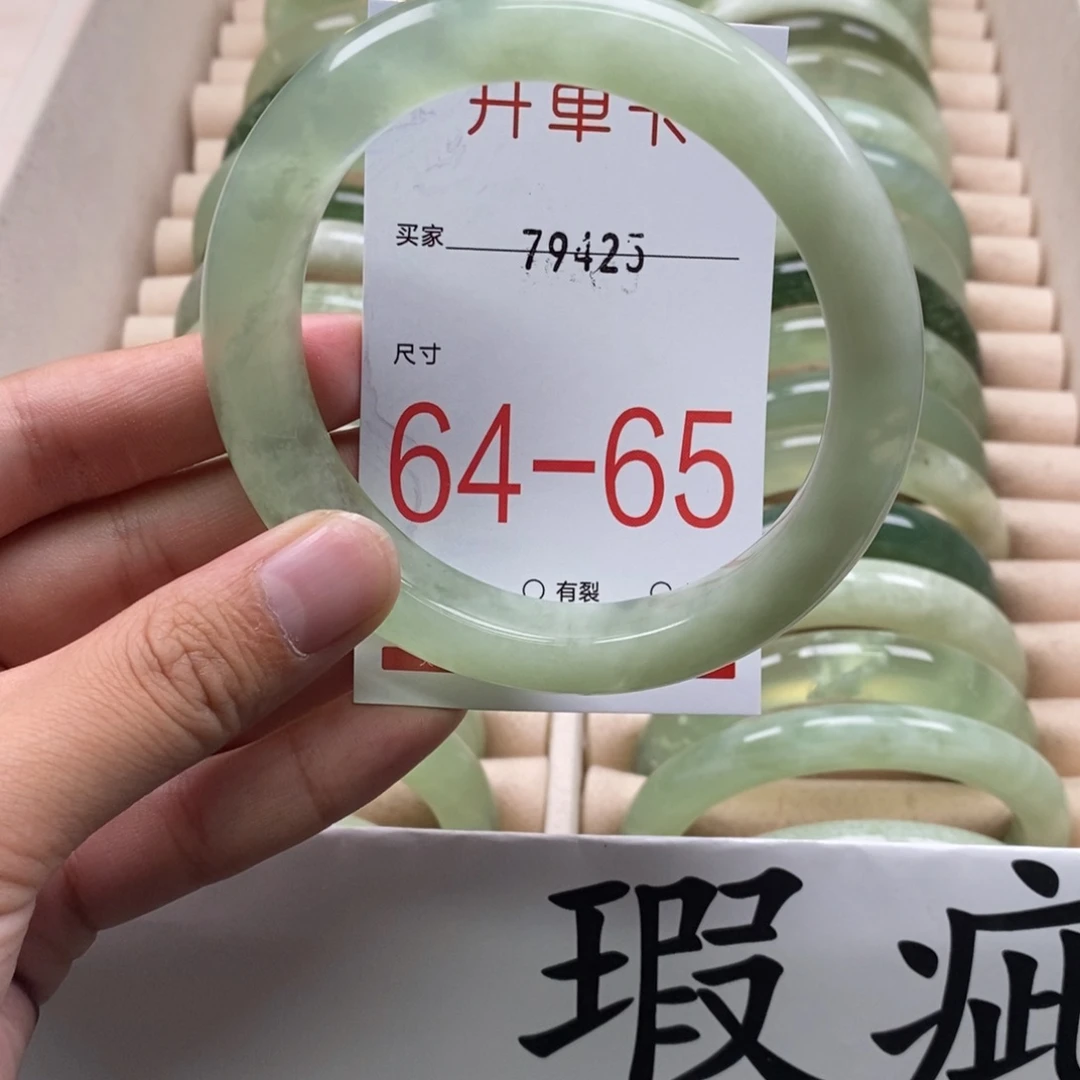 开单卡
买家 79425
尺寸
64-65
○ 有裂 ○
瑕疵